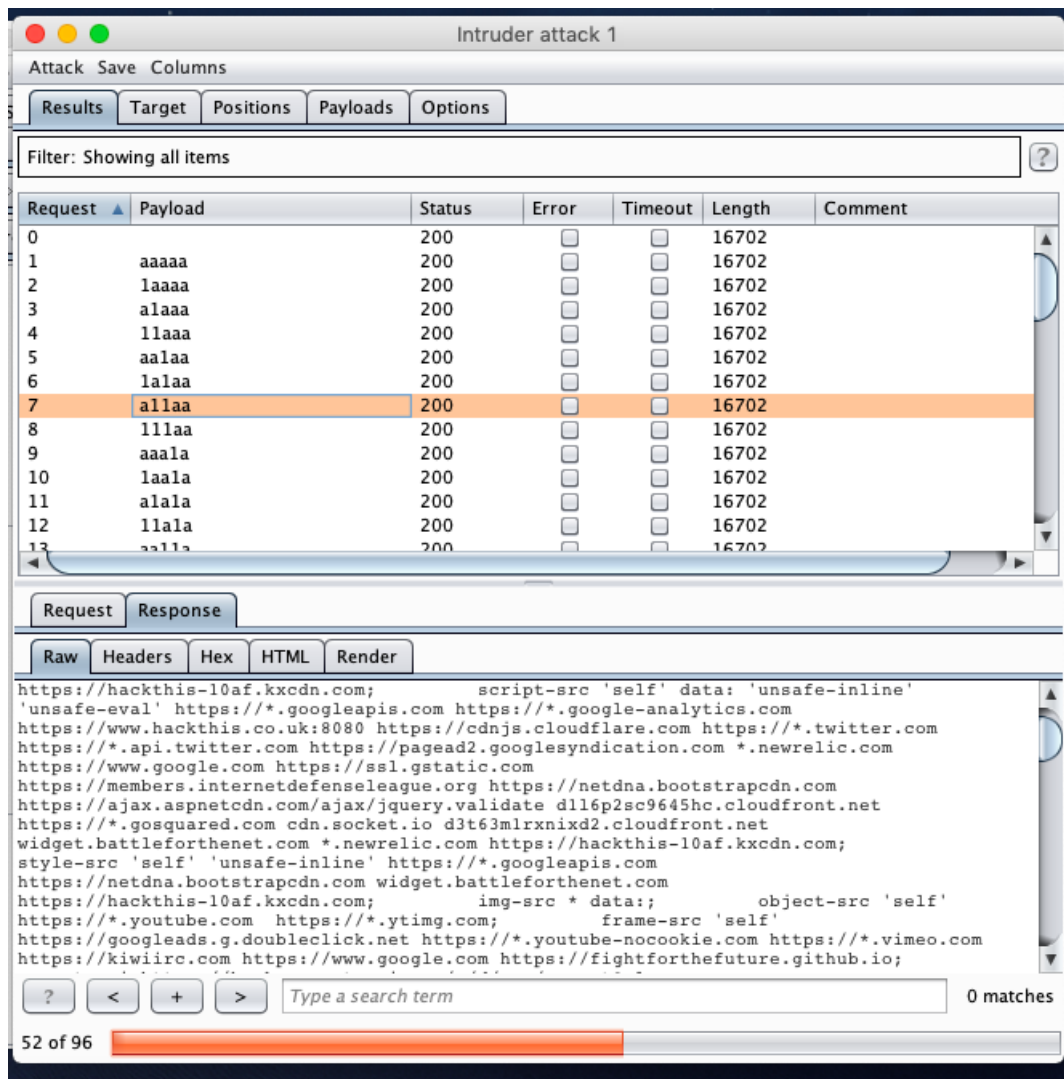 Intruder attack 1
Attack Save Columns
Results Target Positions Payloads Options
Filter: Showing all items ?
Request Payload Status Error Timeout Length Comment
0 200 16702
1 aaaaa 200 16702
2 1aaaa 200 16702
3 a1aaa 200 16702
4 11aaa 200 16702
5 aa1aa 200 16702
6 1a1aa 200 16702
7 a11aa 200 16702
8 111aa 200 16702
9 aaa1a 200 16702
10 1aa1a 200 16702
11 a1a1a 200 16702
12 11a1a 200 16702
13 aa11a 200 16702
Request Response
Raw Headers Hex HTML Render
https://hackthis-10af.kxcdn.com; script-src 'self' data: 'unsafe-inline'
'unsafe-eval' https://*.googleapis.com https://*.google-analytics.com
https://www.hackthis.co.uk:8080 https://cdnjs.cloudflare.com https://*.twitter.com
https://*.api.twitter.com https://pagead2.googlesyndication.com *.newrelic.com
https://www.google.com https://ssl.gstatic.com
https://members.internetdefenseleague.org https://netdna.bootstrapcdn.com
https://ajax.aspnetcdn.com/ajax/jquery.validate d1l6p2sc9645hc.cloudfront.net
https://*.gosquared.com cdn.socket.io d3t63mlrxnixd2.cloudfront.net
widget.battleforthenet.com *.newrelic.com https://hackthis-10af.kxcdn.com;
style-src 'self' 'unsafe-inline' https://*.googleapis.com
https://netdna.bootstrapcdn.com widget.battleforthenet.com
https://hackthis-10af.kxcdn.com; img-src * data:; object-src 'self'
https://*.youtube.com https://*.ytimg.com; frame-src 'self'
https://googleads.g.doubleclick.net https://*.youtube-nocookie.com https://*.vimeo.com
https://kiwiirc.com https://www.google.com https://fightforthefuture.github.io;
? < + > Type a search term 0 matches
52 of 96